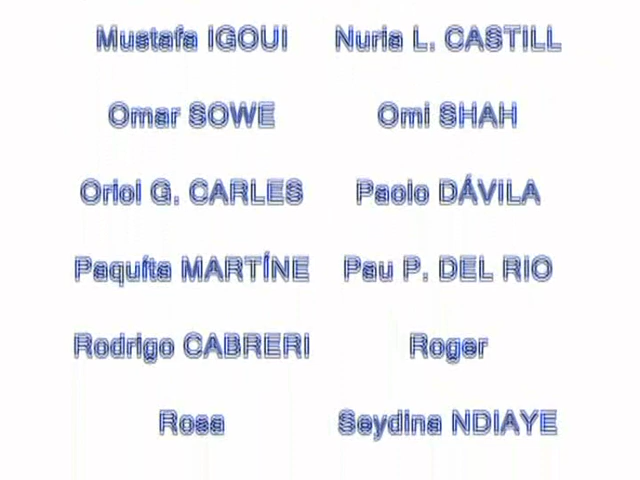 Mustafa IGOUI Nuria L. CASTILL
Omar SOWE Omi SHAH
Oriol G. CARLES Paolo DÁVILA
Paquíta MARTÍNE Pau P. DEL RIO
Rodrigo CABRERI Roger
Rosa Seydina NDIAYE